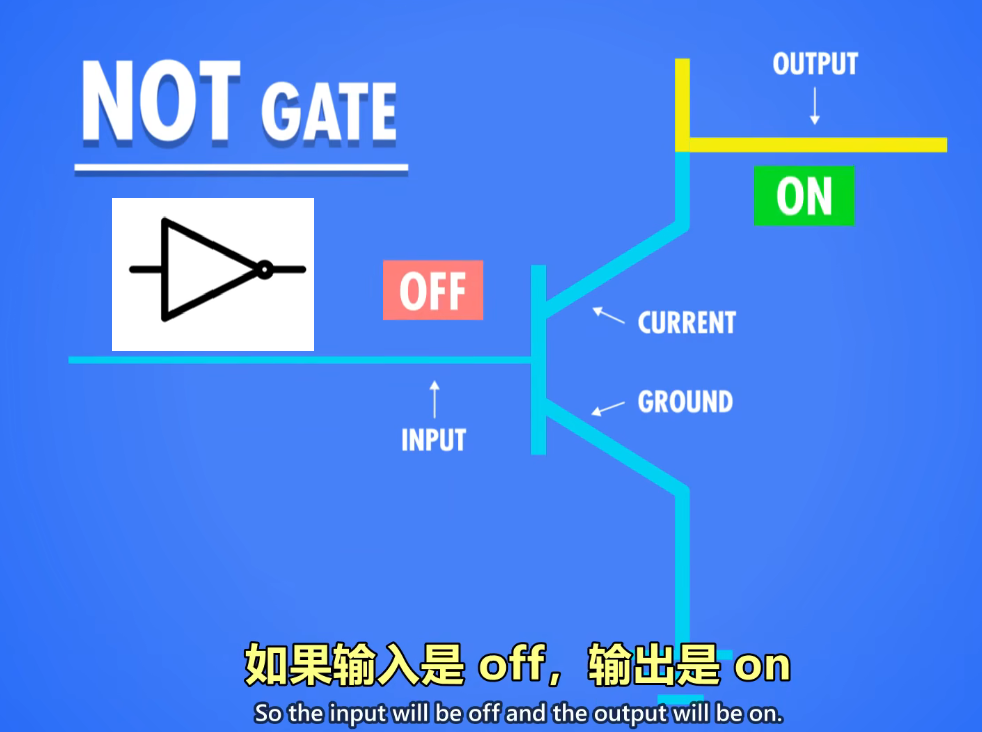 NOT GATE
OUTPUT
ON
OFF
CURRENT
GROUND
INPUT
如果输入是 off，输出是 on
So the input will be off and the output will be on.